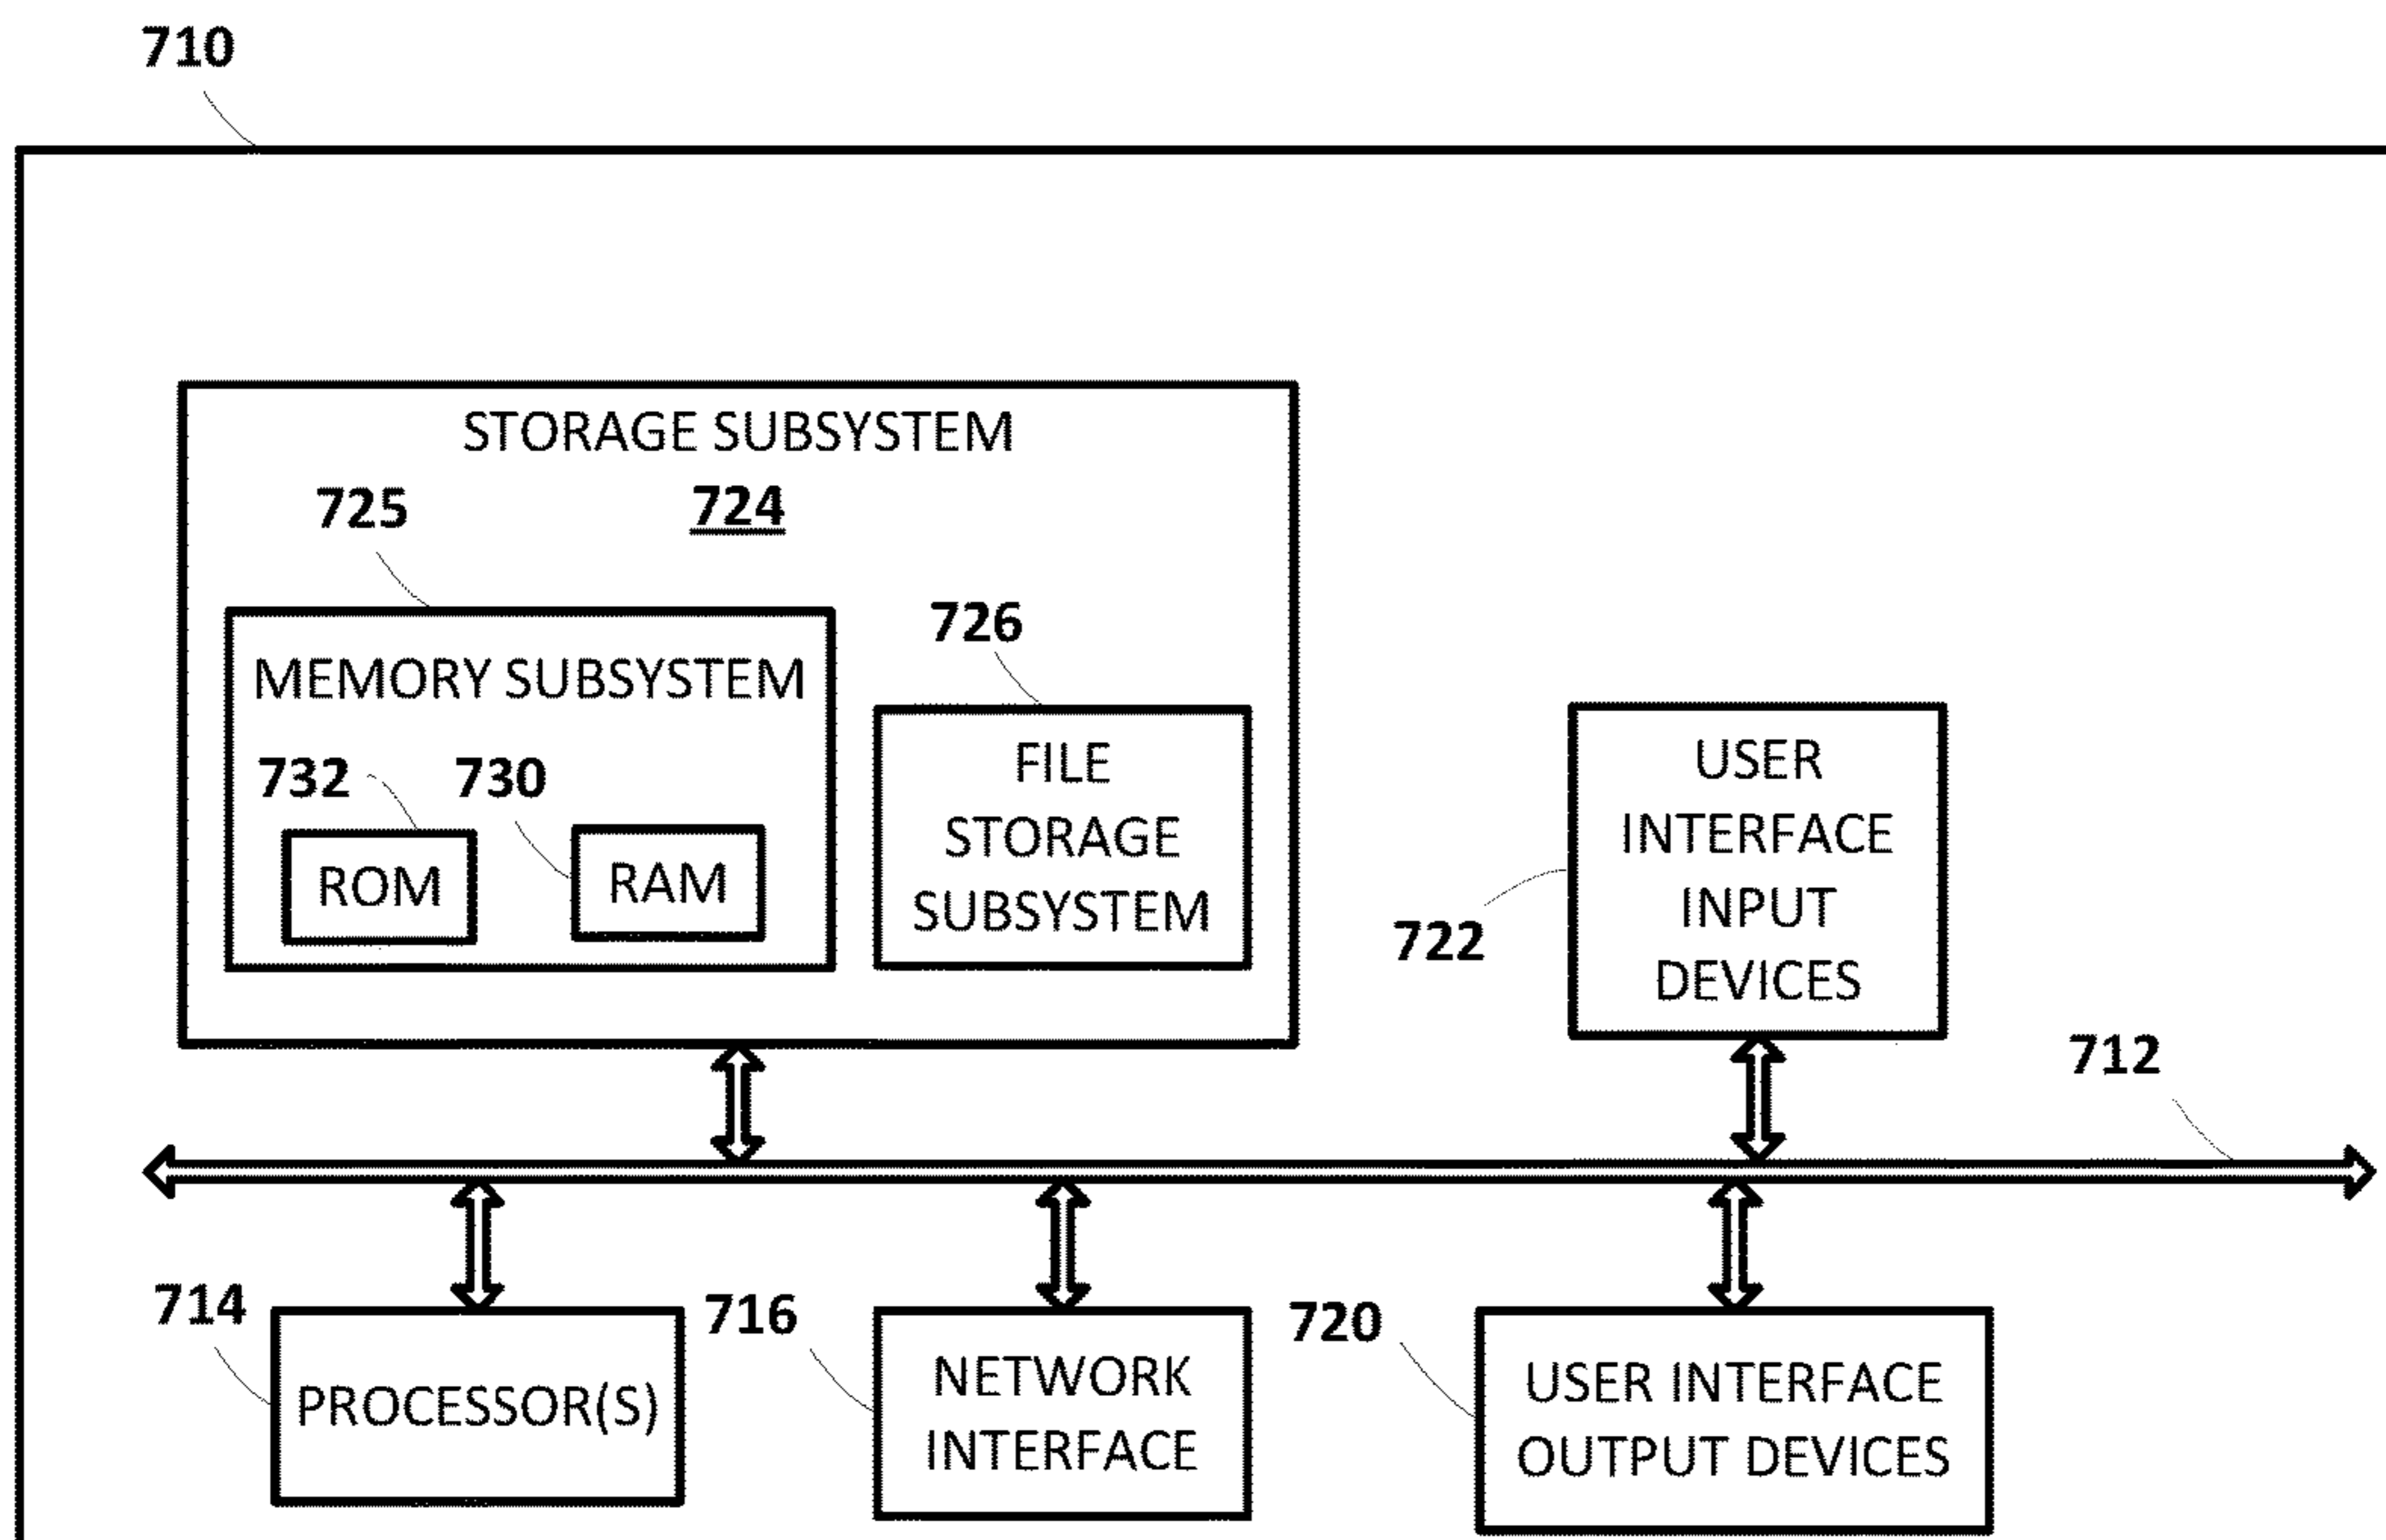 710
STORAGE SUBSYSTEM
725
724
726
MEMORY SUBSYSTEM
732
730
ROM
RAM
FILE
STORAGE
SUBSYSTEM
USER
INTERFACE
INPUT
DEVICES
722
712
714
PROCESSOR(S)
716
NETWORK
INTERFACE
720
USER INTERFACE
OUTPUT DEVICES